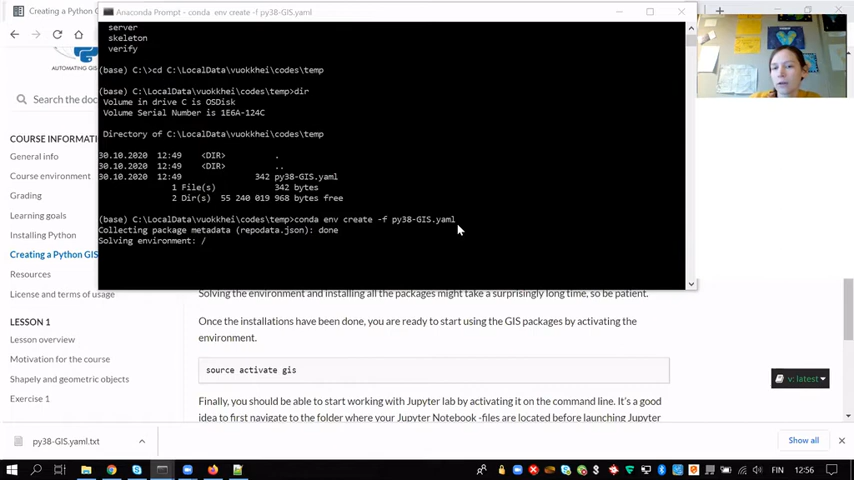 Creating a Python G
Anaconda Prompt - conda  env create -f py38-GIS.yaml
server
skeleton
verify
(base) C:\>cd C:\LocalData\vuokkhei\codes\temp
(base) C:\LocalData\vuokkhei\codes\temp>dir
Volume in drive C is OSDisk
Volume Serial Number is 1E6A-124C
Directory of C:\LocalData\vuokkhei\codes\temp
30.10.2020  12:49    <DIR>          .
30.10.2020  12:49    <DIR>          ..
30.10.2020  12:49               342 py38-GIS.yaml
1 File(s)            342 bytes
2 Dir(s)  55 240 019 968 bytes free
(base) C:\LocalData\vuokkhei\codes\temp>conda env create -f py38-GIS.yaml
Collecting package metadata (repodata.json): done
Solving environment: /
AUTOMATING GIS
Search the
COURSE INFORMAT
General info
Course environment
Grading
Learning goals
Installing Python
Creating a Python GIS
Resources
License and terms of usage
LESSON 1
Lesson overview
Motivation for the course
Shapely and geometric objects
Exercise 1
Solving the environment and installing all the packages might take a surprisingly long time, so be patient.
Once the installations have been done, you are ready to start using the GIS packages by activating the
environment.
source activate gis
Finally, you should be able to start working with Jupyter lab by activating it on the command line. It's a good
idea to first navigate to the folder where your Jupyter Notebook -files are located before launching Jupyter
v: latest
py38-GIS.yaml.txt
Show all
FIN
12:56